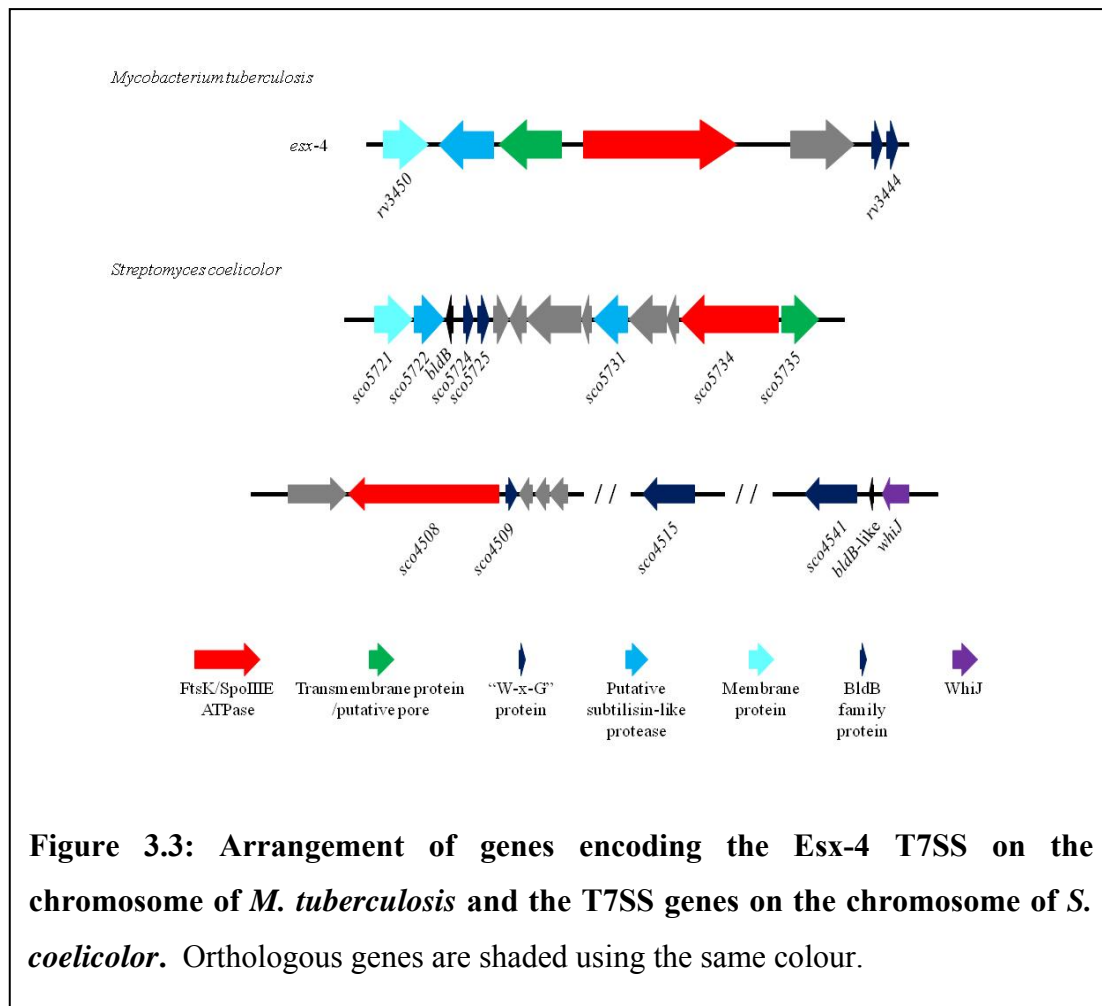 Mycobacterium tuberculosis
esx-4
rv3450
rv3444
Streptomyces coelicolor
sco5721
sco5722
bldB
sco5724
sco5725
sco5731
sco5734
sco5735
/ /
/ /
sco4508
sco4509
sco4515
sco4541
bldB-like
whiJ
FtsK/SpoIIIE
ATPase
Transmembrane protein
/putative pore
“W-x-G”
protein
Putative
subtilisin-like
protease
Membrane
protein
BldB
family
protein
WhiJ
Figure 3.3: Arrangement of genes encoding the Esx-4 T7SS on the
chromosome of M. tuberculosis and the T7SS genes on the chromosome of S.
coelicolor. Orthologous genes are shaded using the same colour.